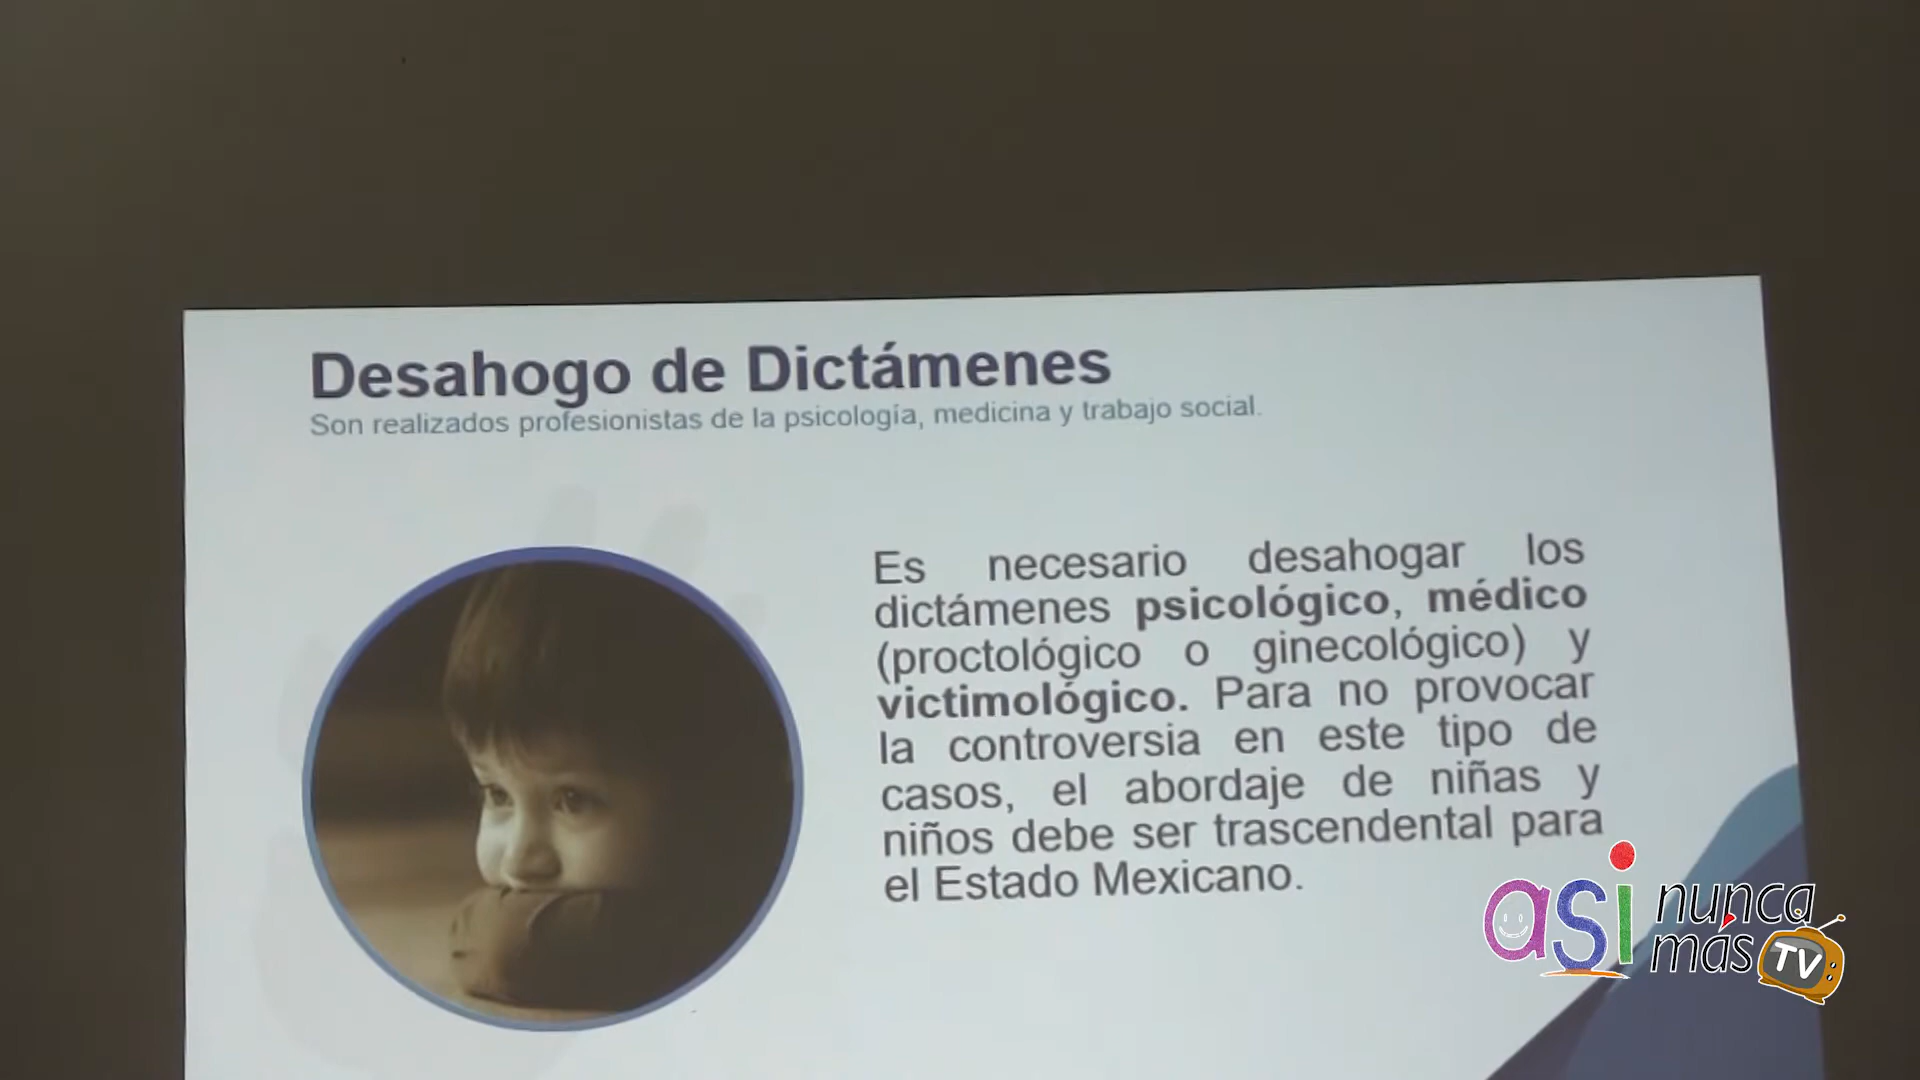 Desahogo de Dictámenes
Son realizados profesionistas de la psicología, medicina y trabajo social.
Es necesario desahogar los
dictámenes psicológico, médico
(proctológico o ginecológico) y
victimológico. Para no provocar
la controversia en este tipo de
casos, el abordaje de niñas y
niños debe ser trascendental para
el Estado Mexicano.
asi nunca
más TV